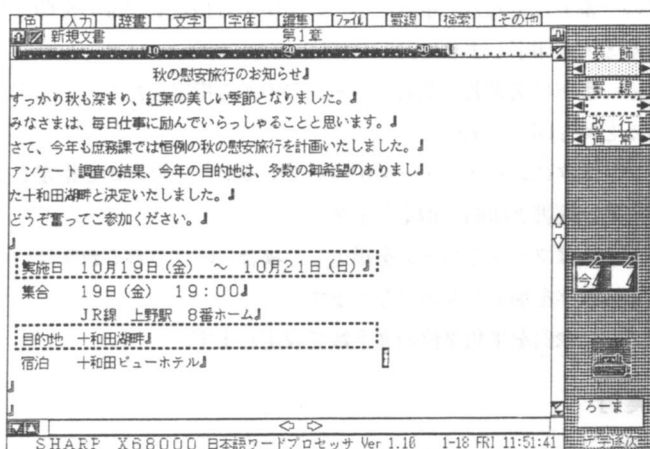 [色] [入力] [辞書] [文字] [字体] [編集] [ファイル] [罫線] [検索] [その他]
新規文書 第1章
10 20 30
秋の慰安旅行のお知らせ』
すっかり秋も深まり、紅葉の美しい季節となりました。』
みなさまは、毎日仕事に励んでいらっしゃることと思います。』
さて、今年も庶務課では恒例の秋の慰安旅行を計画いたしました。』
アンケート調査の結果、今年の目的地は、多数の御希望のありまし』
た十和田湖畔と決定いたしました。』
どうぞ奮ってご参加ください。』
』
実施日 10月19日(金) ~ 10月21日(日)』
集合 19日(金) 19:00』
JR線 上野駅 8番ホーム』
目的地 十和田湖畔』
宿泊 十和田ビューホテル』
』
』
装飾
罫線
改行
通常
今
ろーま
SHARP X68000 日本語ワードプロセッサ Ver 1.10 1-18 FRI 11:51:41